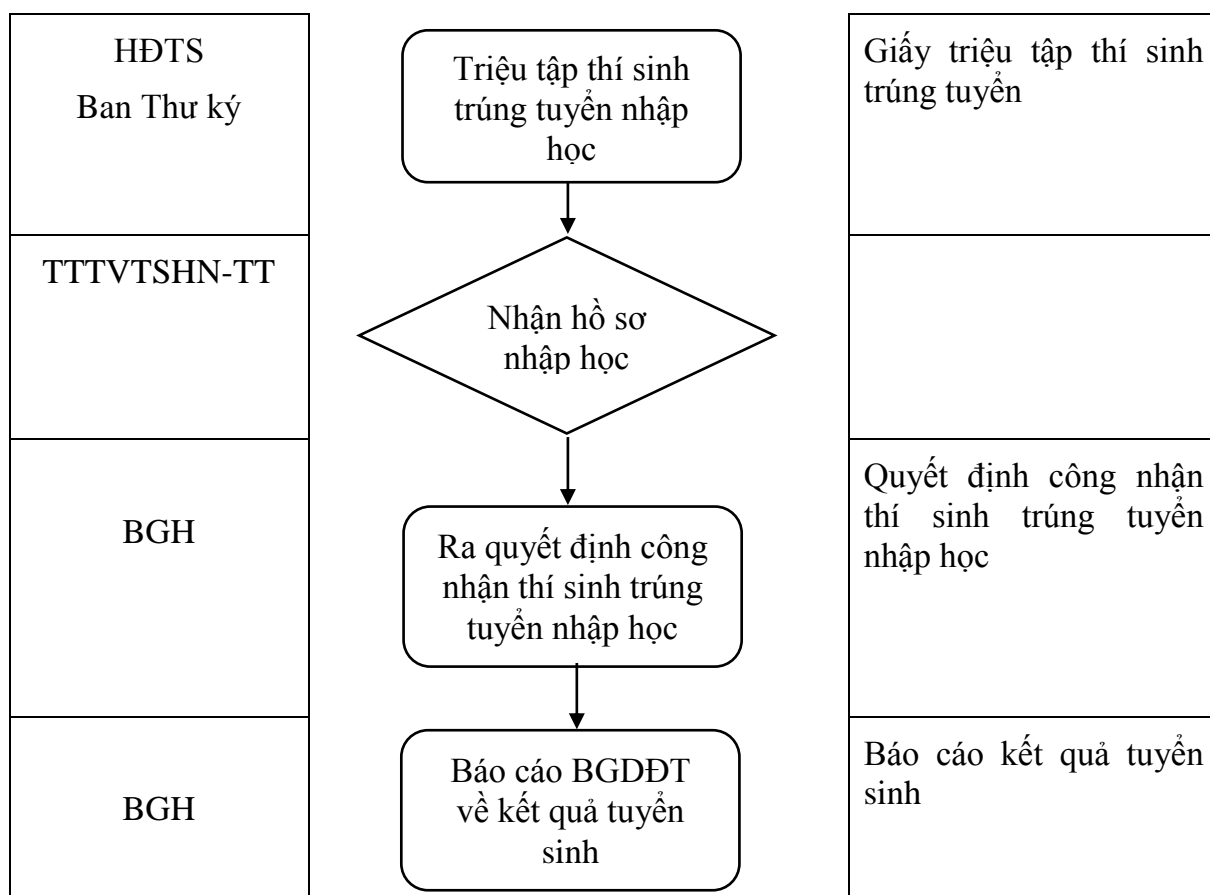 HĐTS
Ban Thư ký
Triệu tập thí sinh
trúng tuyển nhập
học
Giấy triệu tập thí sinh
trúng tuyển
TTTVTSHN-TT
Nhận hồ sơ
nhập học
BGH
Ra quyết định công
nhận thí sinh trúng
tuyển nhập học
Quyết định công nhận
thí sinh trúng tuyển
nhập học
BGH
Báo cáo BGDĐT
về kết quả tuyển
sinh
Báo cáo kết quả tuyển
sinh